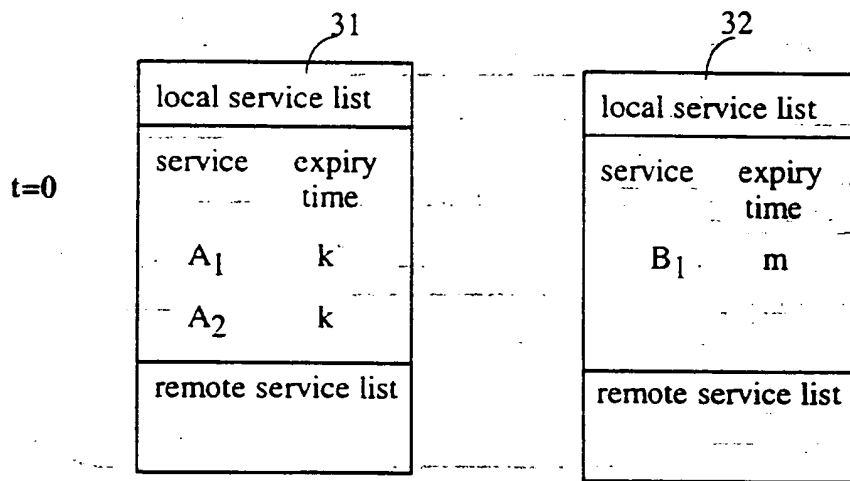 31
local service list
service expiry
time
A1 k
A2 k
remote service list
t=0
32
local service list
service expiry
time
B1 m
remote service list